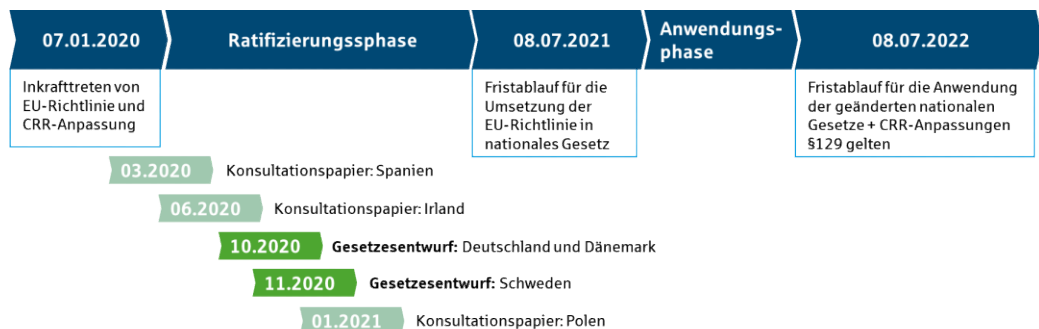 07.01.2020
Ratifizierungssphase
08.07.2021
Anwendungs-
phase
08.07.2022
Inkrafttreten von
EU-Richtlinie und
CRR-Anpassung
Fristablauf für die
Umsetzung der
EU-Richtlinie in
nationales Gesetz
Fristablauf für die Anwendung
der geänderten nationalen
Gesetze + CRR-Anpassungen
§129 gelten
03.2020 Konsultationspapier: Spanien
06.2020 Konsultationspapier: Irland
10.2020 Gesetzesentwurf: Deutschland und Dänemark
11.2020 Gesetzesentwurf: Schweden
01.2021 Konsultationspapier: Polen